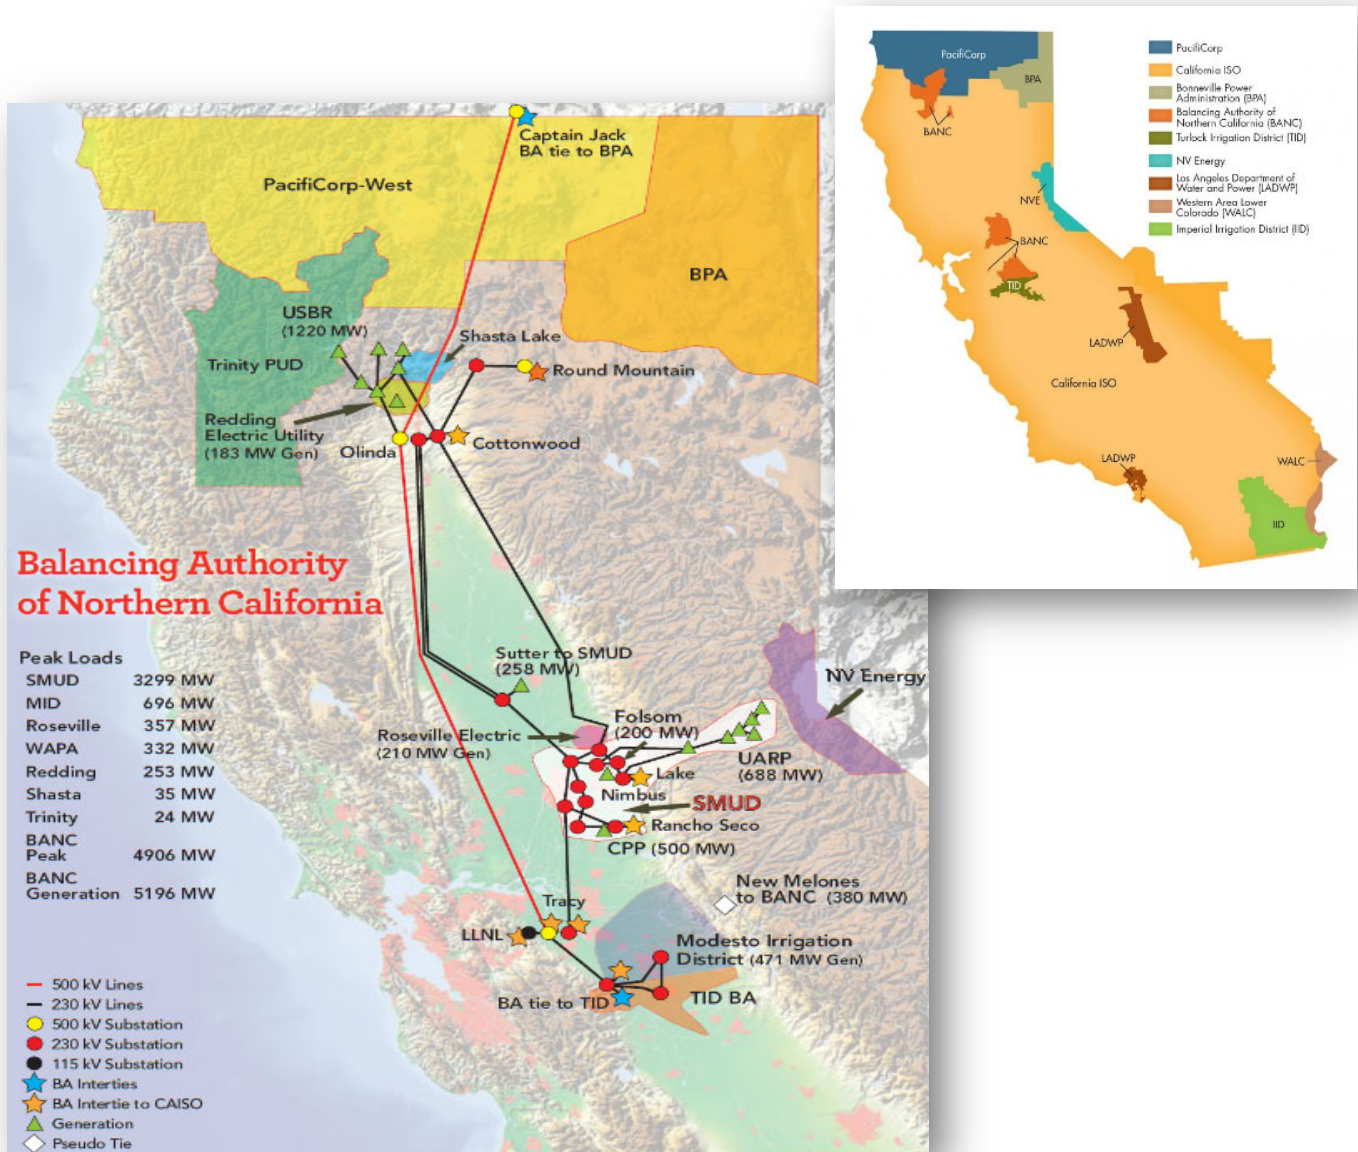 Captain Jack
BA tie to BPA
PacifiCorp-West
BPA
USBR
(1220 MW)
Shasta Lake
Trinity PUD
Round Mountain
Redding
Electric Utility
(183 MW Gen)
Olinda
Cottonwood
Balancing Authority
of Northern California
Peak Loads
SMUD 3299 MW
MID 696 MW
Roseville 357 MW
WAPA 332 MW
Redding 253 MW
Shasta 35 MW
Trinity 24 MW
BANC
Peak 4906 MW
BANC
Generation 5196 MW
Sutter to SMUD
(258 MW)
NV Energy
Roseville Electric
(210 MW Gen)
Folsom
(200 MW)
UARP
(688 MW)
Lake
Nimbus
SMUD
Rancho Seco
CPP (500 MW)
New Melones
to BANC (380 MW)
Tracy
LLNL
Modesto Irrigation
District (471 MW Gen)
BA tie to TID
TID BA
500 kV Lines
230 kV Lines
500 kV Substation
230 kV Substation
115 kV Substation
BA Interties
BA Intertie to CAISO
Generation
Pseudo Tie
PacifiCorp
BPA
BANC
NVE
BANC
TID
LADWP
California ISO
LADWP
WALC
IID
PacifiCorp
California ISO
Bonneville Power
Administration (BPA)
Balancing Authority of
Northern California (BANC)
Turlock Irrigation District (TID)
NV Energy
Los Angeles Department of
Water and Power (LADWP)
Western Area Lower
Colorado (WALC)
Imperial Irrigation District (IID)